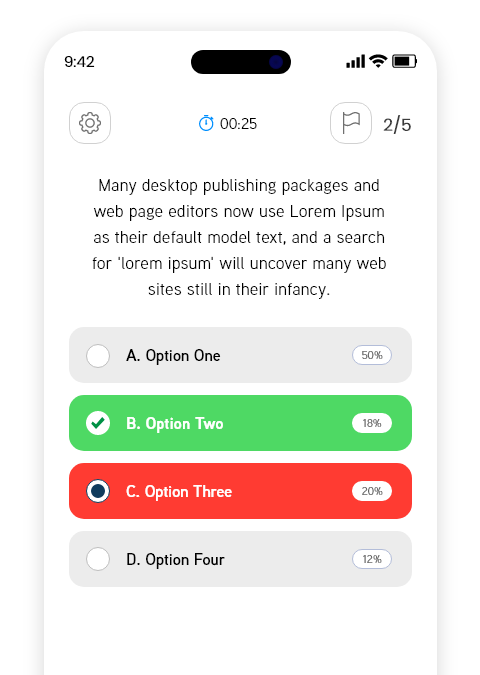 9:42
00:25
2/5
Many desktop publishing packages and
web page editors now use Lorem Ipsum
as their default model text, and a search
for 'lorem ipsum' will uncover many web
sites still in their infancy.
A. Option One 50%
B. Option Two 18%
C. Option Three 20%
D. Option Four 12%